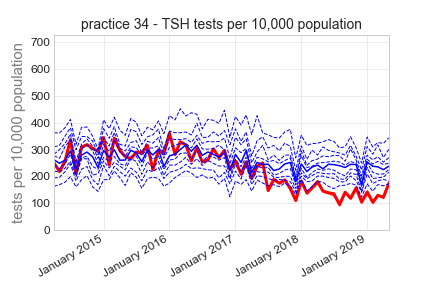 practice 34 - TSH tests per 10,000 population
tests per 10,000 population
700
600
500
400
300
200
100
0
January 2015
January 2016
January 2017
January 2018
January 2019